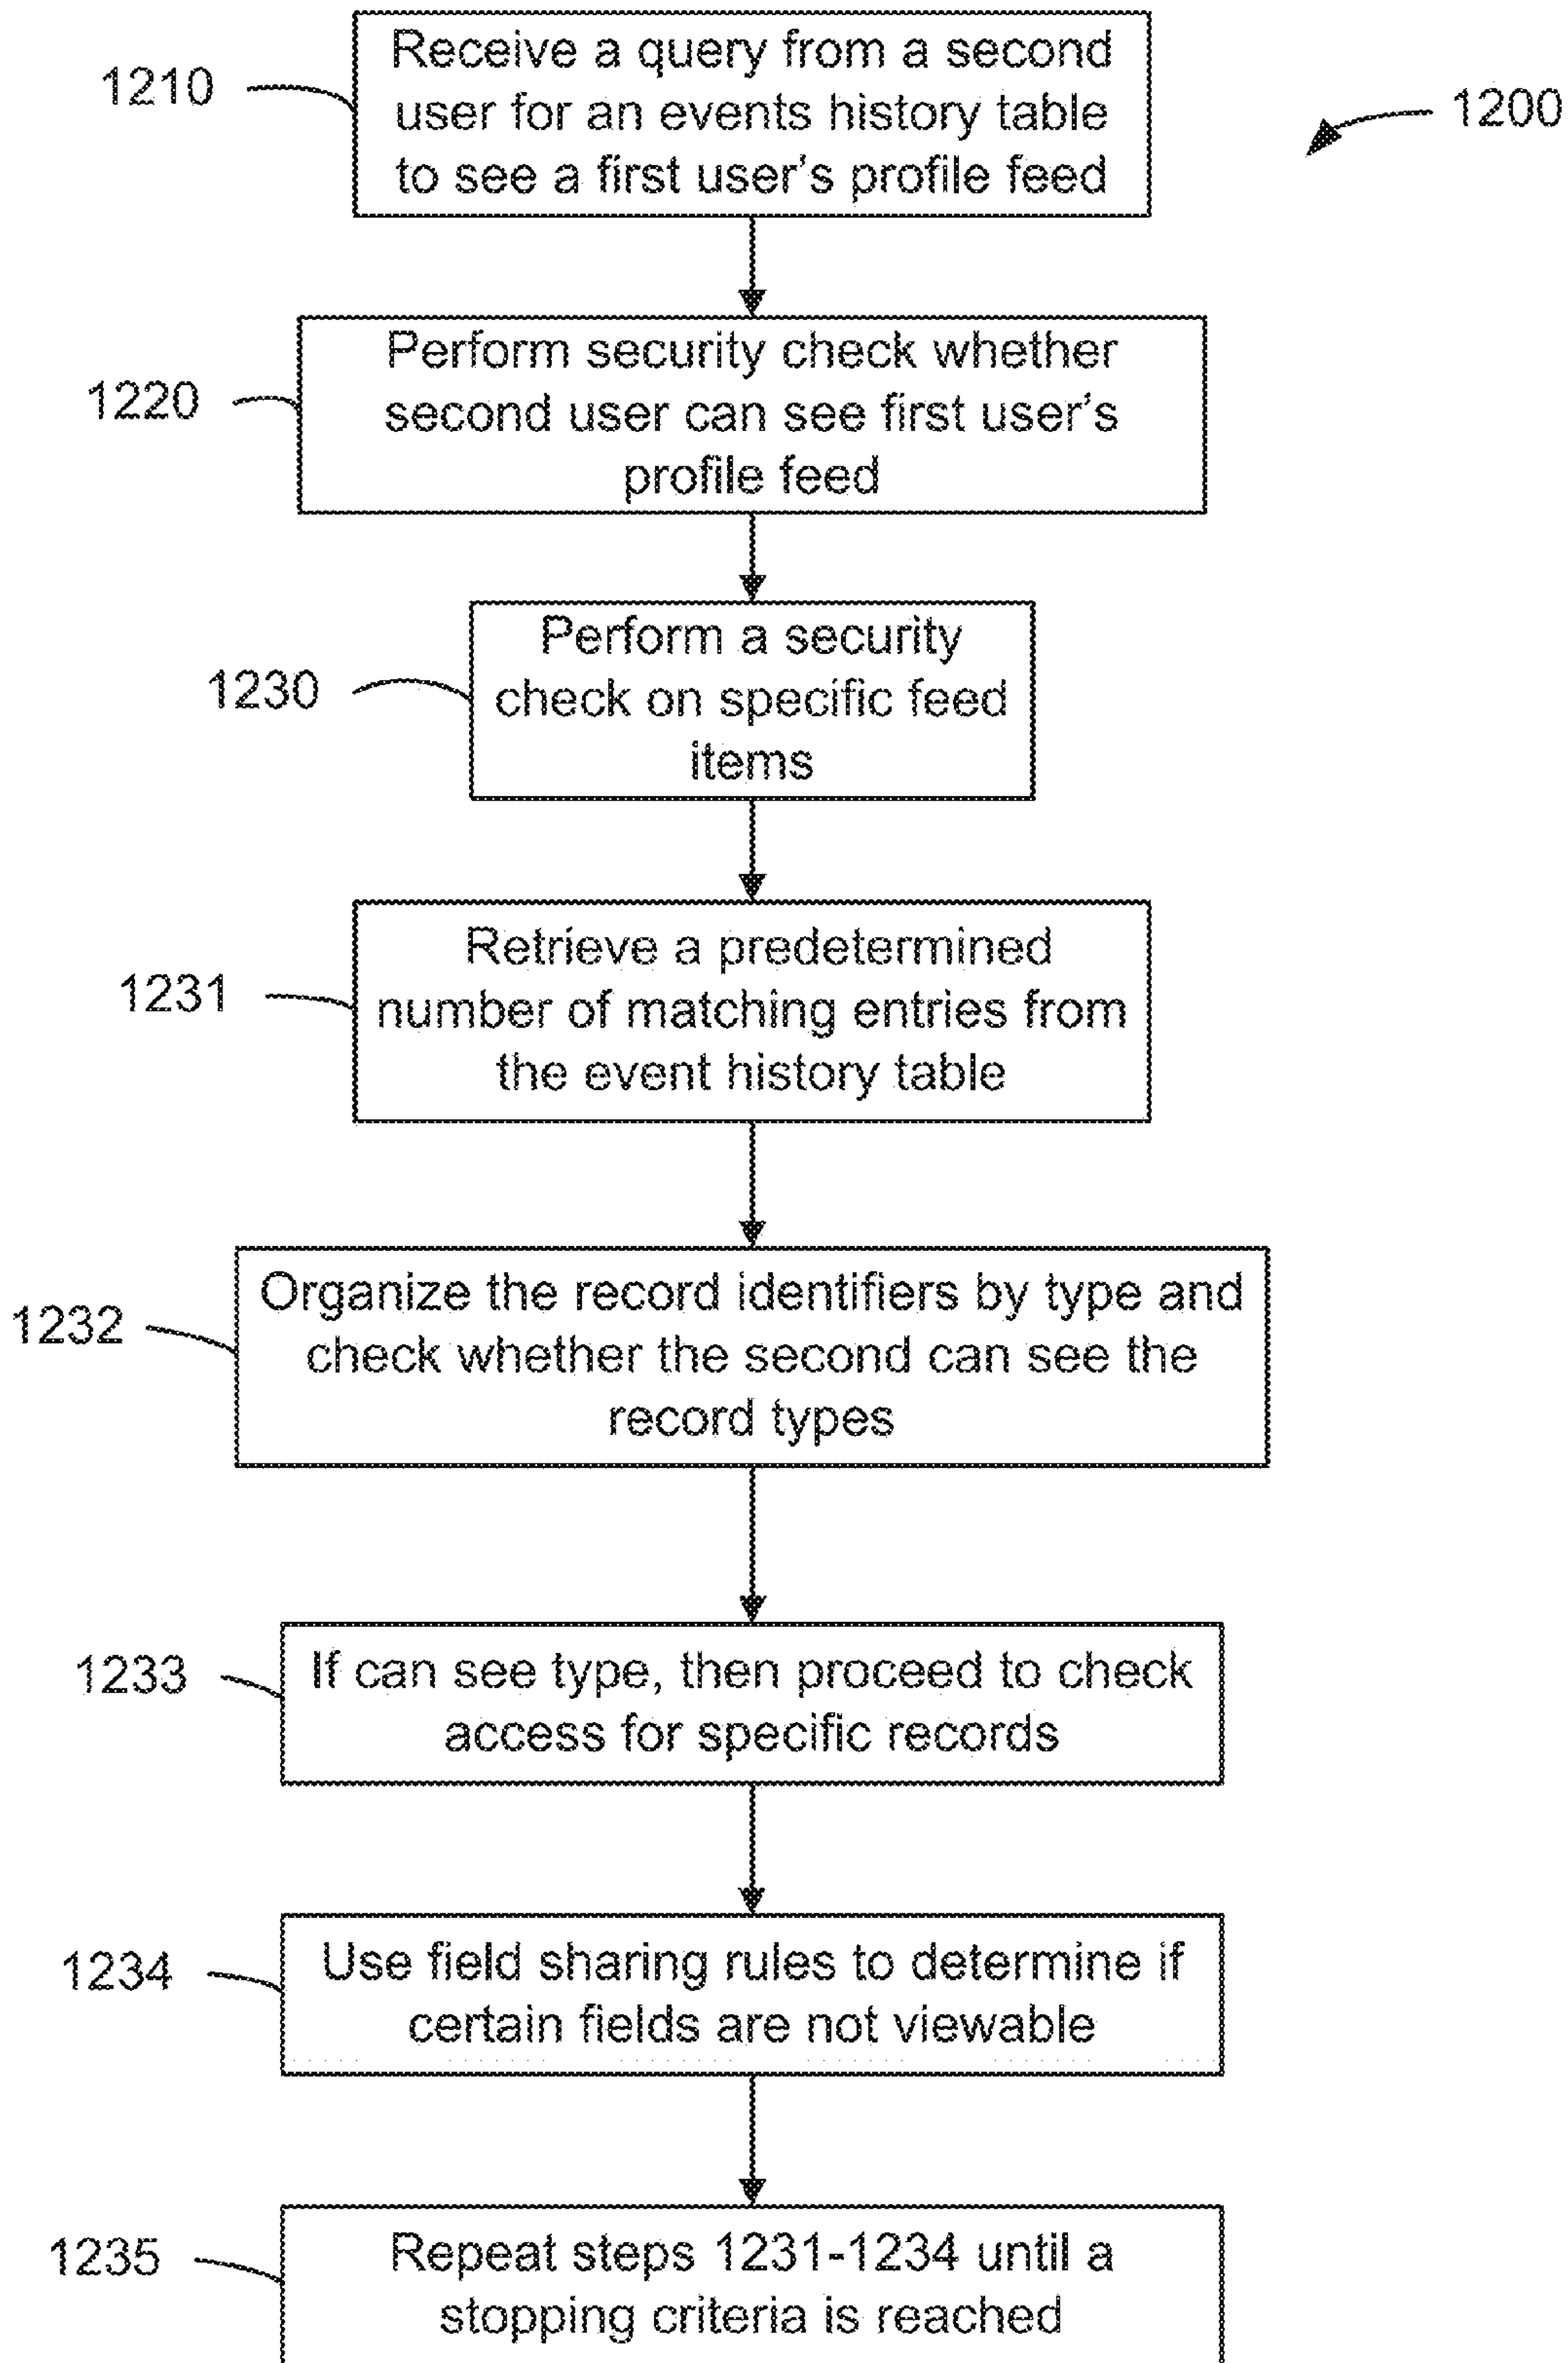 1200
1210
Receive a query from a second
user for an events history table
to see a first user's profile feed
1220
Perform security check whether
second user can see first user's
profile feed
1230
Perform a security
check on specific feed
items
1231
Retrieve a predetermined
number of matching entries from
the event history table
1232
Organize the record identifiers by type and
check whether the second can see the
record types
1233
If can see type, then proceed to check
access for specific records
1234
Use field sharing rules to determine if
certain fields are not viewable
1235
Repeat steps 1231-1234 until a
stopping criteria is reached